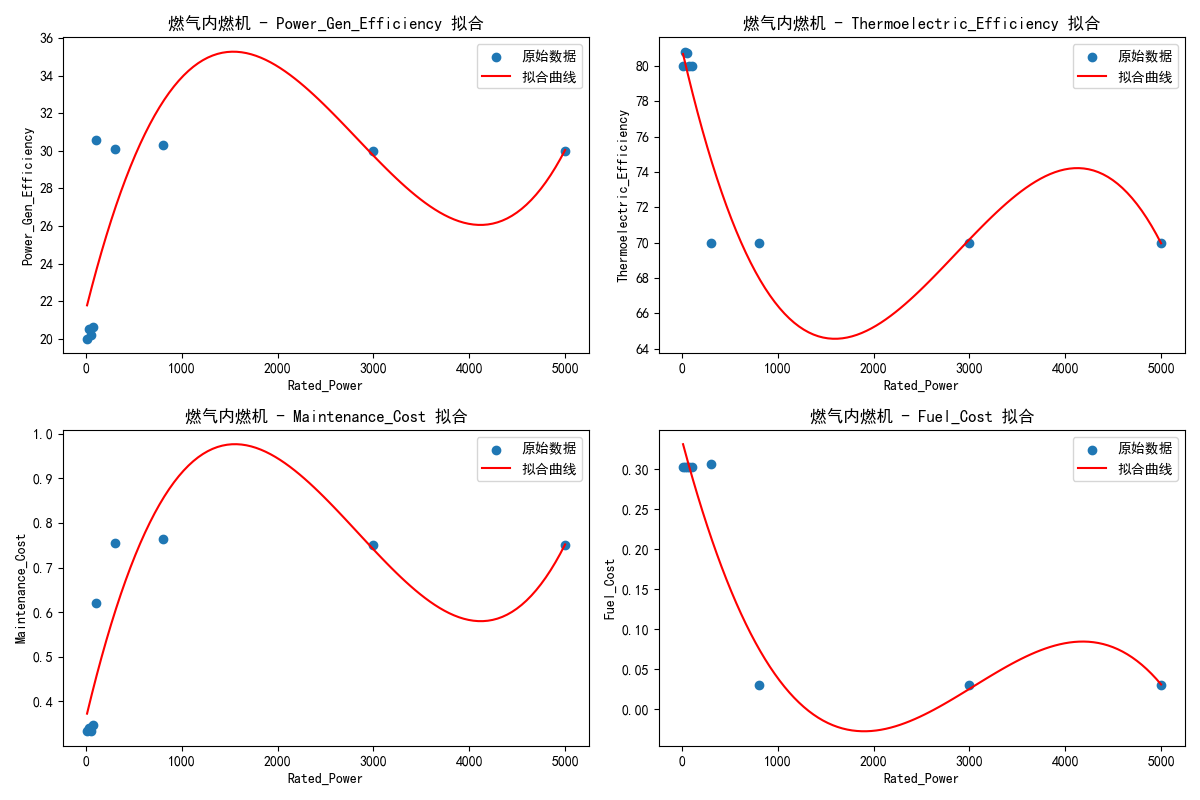 燃气内燃机 - Power_Gen_Efficiency 拟合
36
34
32
30
28
26
24
22
20
Power_Gen_Efficiency
原始数据
拟合曲线
0 1000 2000 3000 4000 5000
Rated_Power
燃气内燃机 - Thermoelectric_Efficiency 拟合
80
78
76
74
72
70
68
66
64
Thermoelectric_Efficiency
原始数据
拟合曲线
0 1000 2000 3000 4000 5000
Rated_Power
燃气内燃机 - Maintenance_Cost 拟合
1.0
0.9
0.8
0.7
0.6
0.5
0.4
Maintenance_Cost
原始数据
拟合曲线
0 1000 2000 3000 4000 5000
Rated_Power
燃气内燃机 - Fuel_Cost 拟合
0.30
0.25
0.20
0.15
0.10
0.05
0.00
Fuel_Cost
原始数据
拟合曲线
0 1000 2000 3000 4000 5000
Rated_Power